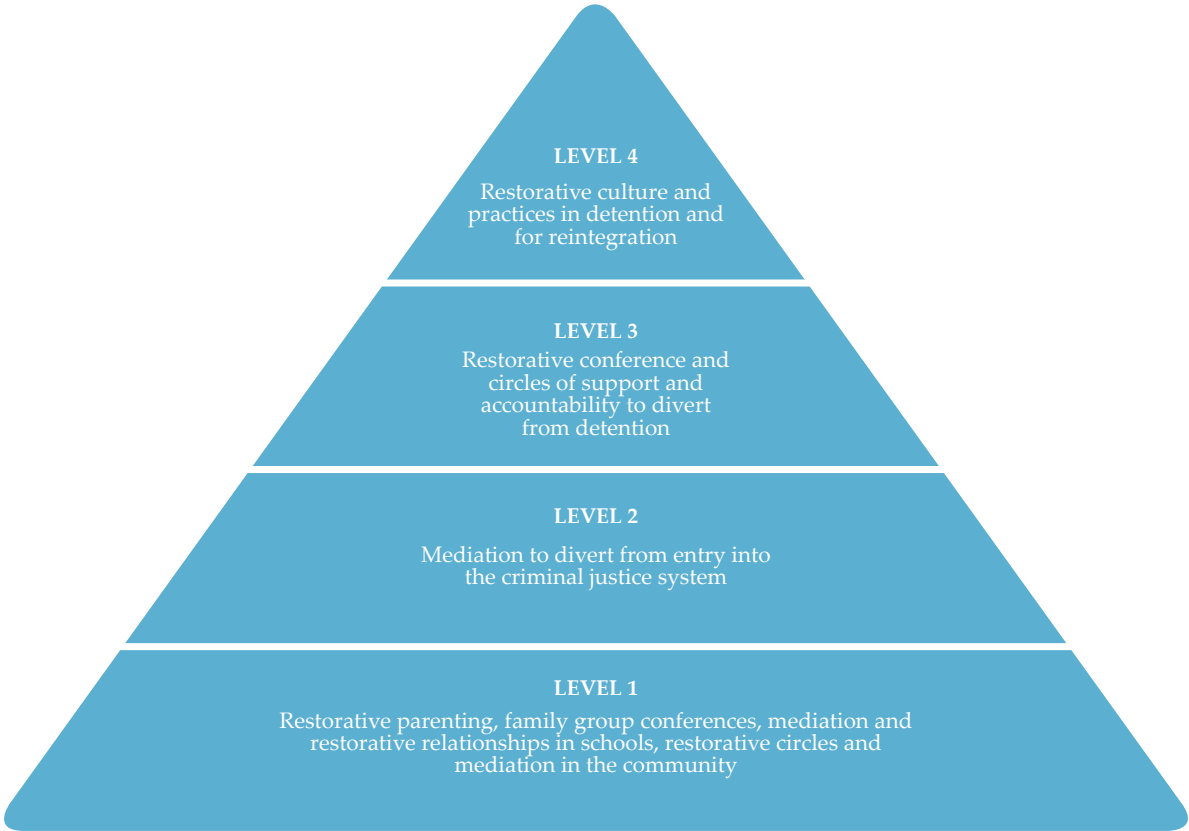 LEVEL 4
Restorative culture and
practices in detention and
for reintegration
LEVEL 3
Restorative conference and
circles of support and
accountability to divert
from detention
LEVEL 2
Mediation to divert from entry into
the criminal justice system
LEVEL 1
Restorative parenting, family group conferences, mediation and
restorative relationships in schools, restorative circles and
mediation in the community